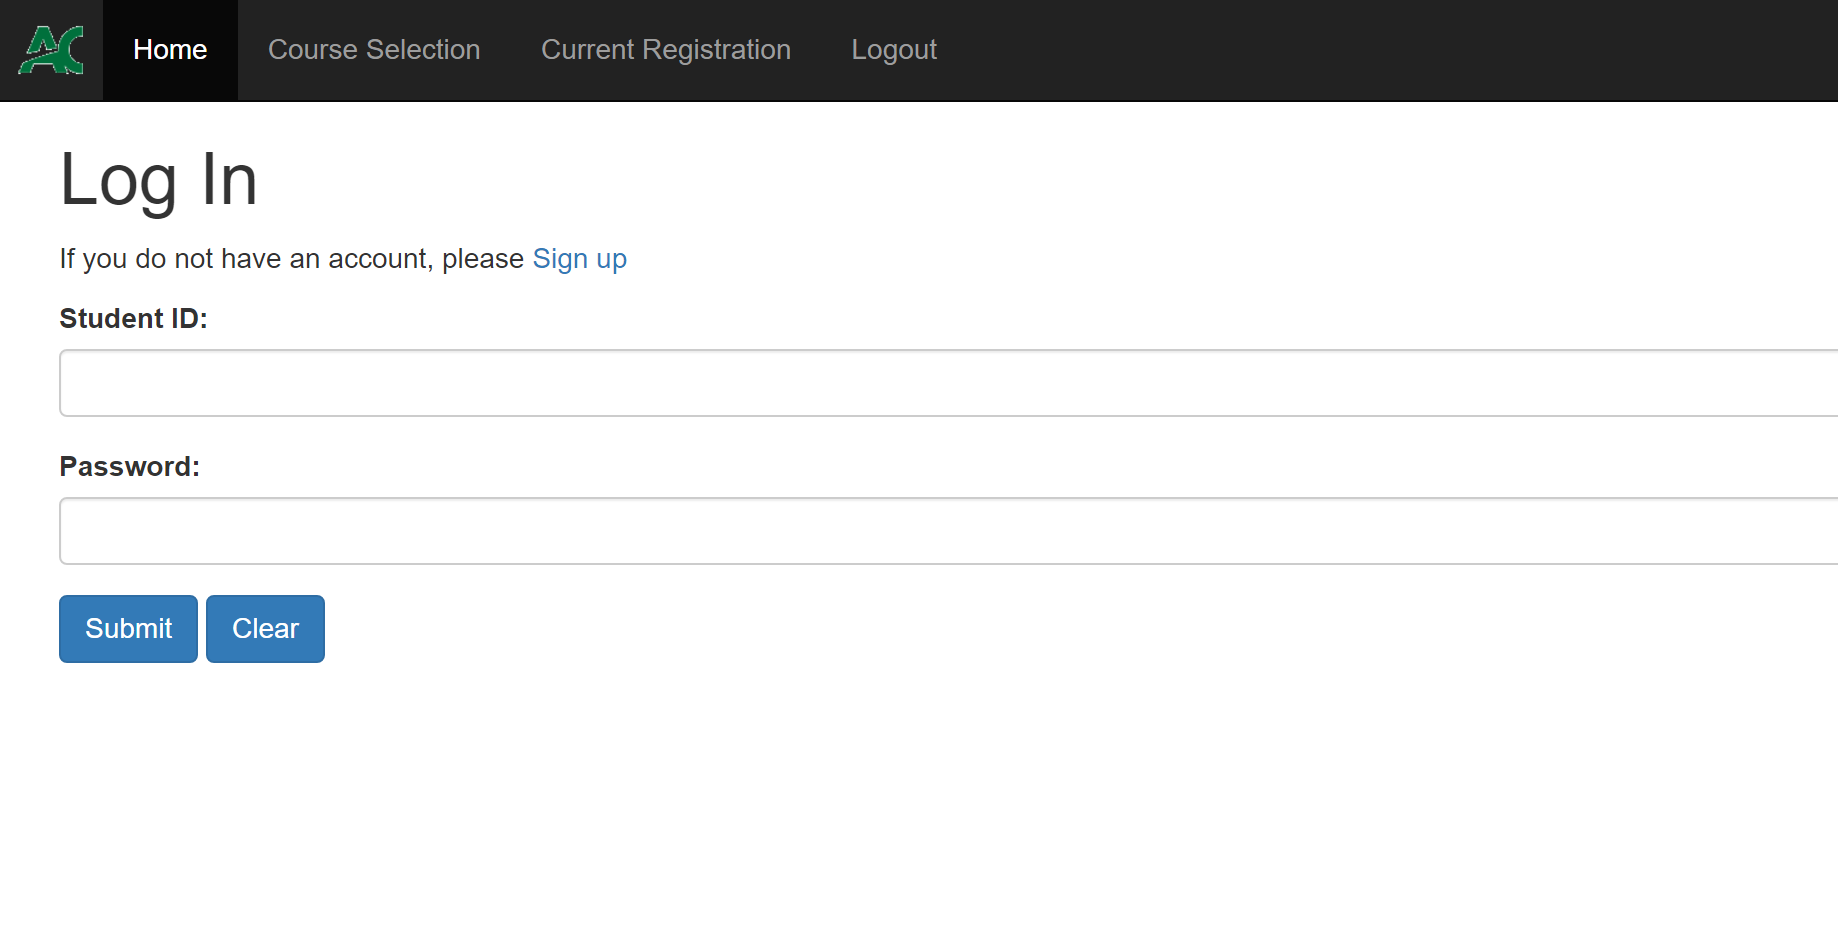 AC
Home Course Selection Current Registration Logout
Log In
If you do not have an account, please Sign up
Student ID:
Password:
Submit Clear